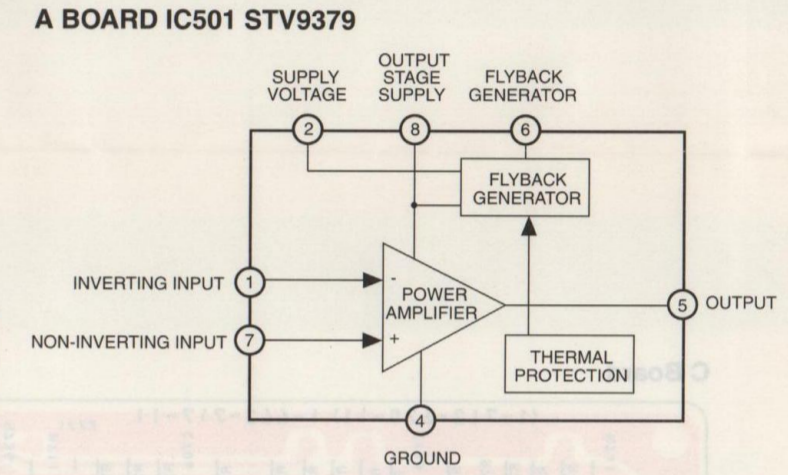 A BOARD IC501 STV9379
SUPPLY
VOLTAGE
OUTPUT
STAGE
SUPPLY
FLYBACK
GENERATOR
2
8
6
FLYBACK
GENERATOR
INVERTING INPUT
1
-
POWER
AMPLIFIER
5
OUTPUT
NON-INVERTING INPUT
7
+
THERMAL
PROTECTION
C Board
4
GROUND